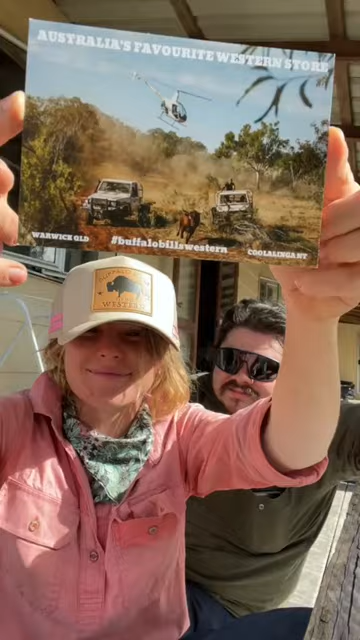 AUSTRALIA'S FAVOURITE WESTERN STORE
WARWICK QLD #buffalobillswestern COOLALINGA NT
WESTERN